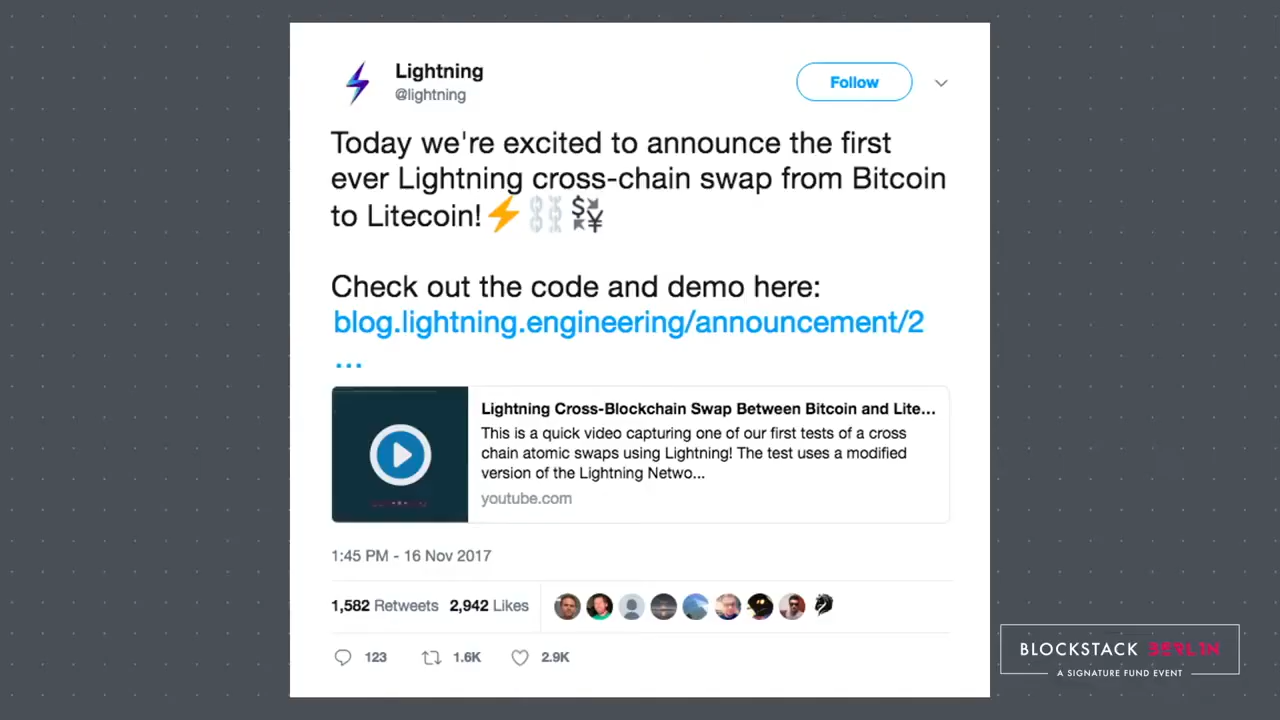 Lightning
@lightning
Follow
Today we're excited to announce the first
ever Lightning cross-chain swap from Bitcoin
to Litecoin!⚡⛓💱
Check out the code and demo here:
blog.lightning.engineering/announcement/2
...
Lightning Cross-Blockchain Swap Between Bitcoin and Lite...
This is a quick video capturing one of our first tests of a cross
chain atomic swaps using Lightning! The test uses a modified
version of the Lightning Netwo...
youtube.com
1:45 PM - 16 Nov 2017
1,582 Retweets 2,942 Likes
123 1.6K 2.9K
BLOCKSTACK BERL1N
A SIGNATURE FUND EVENT